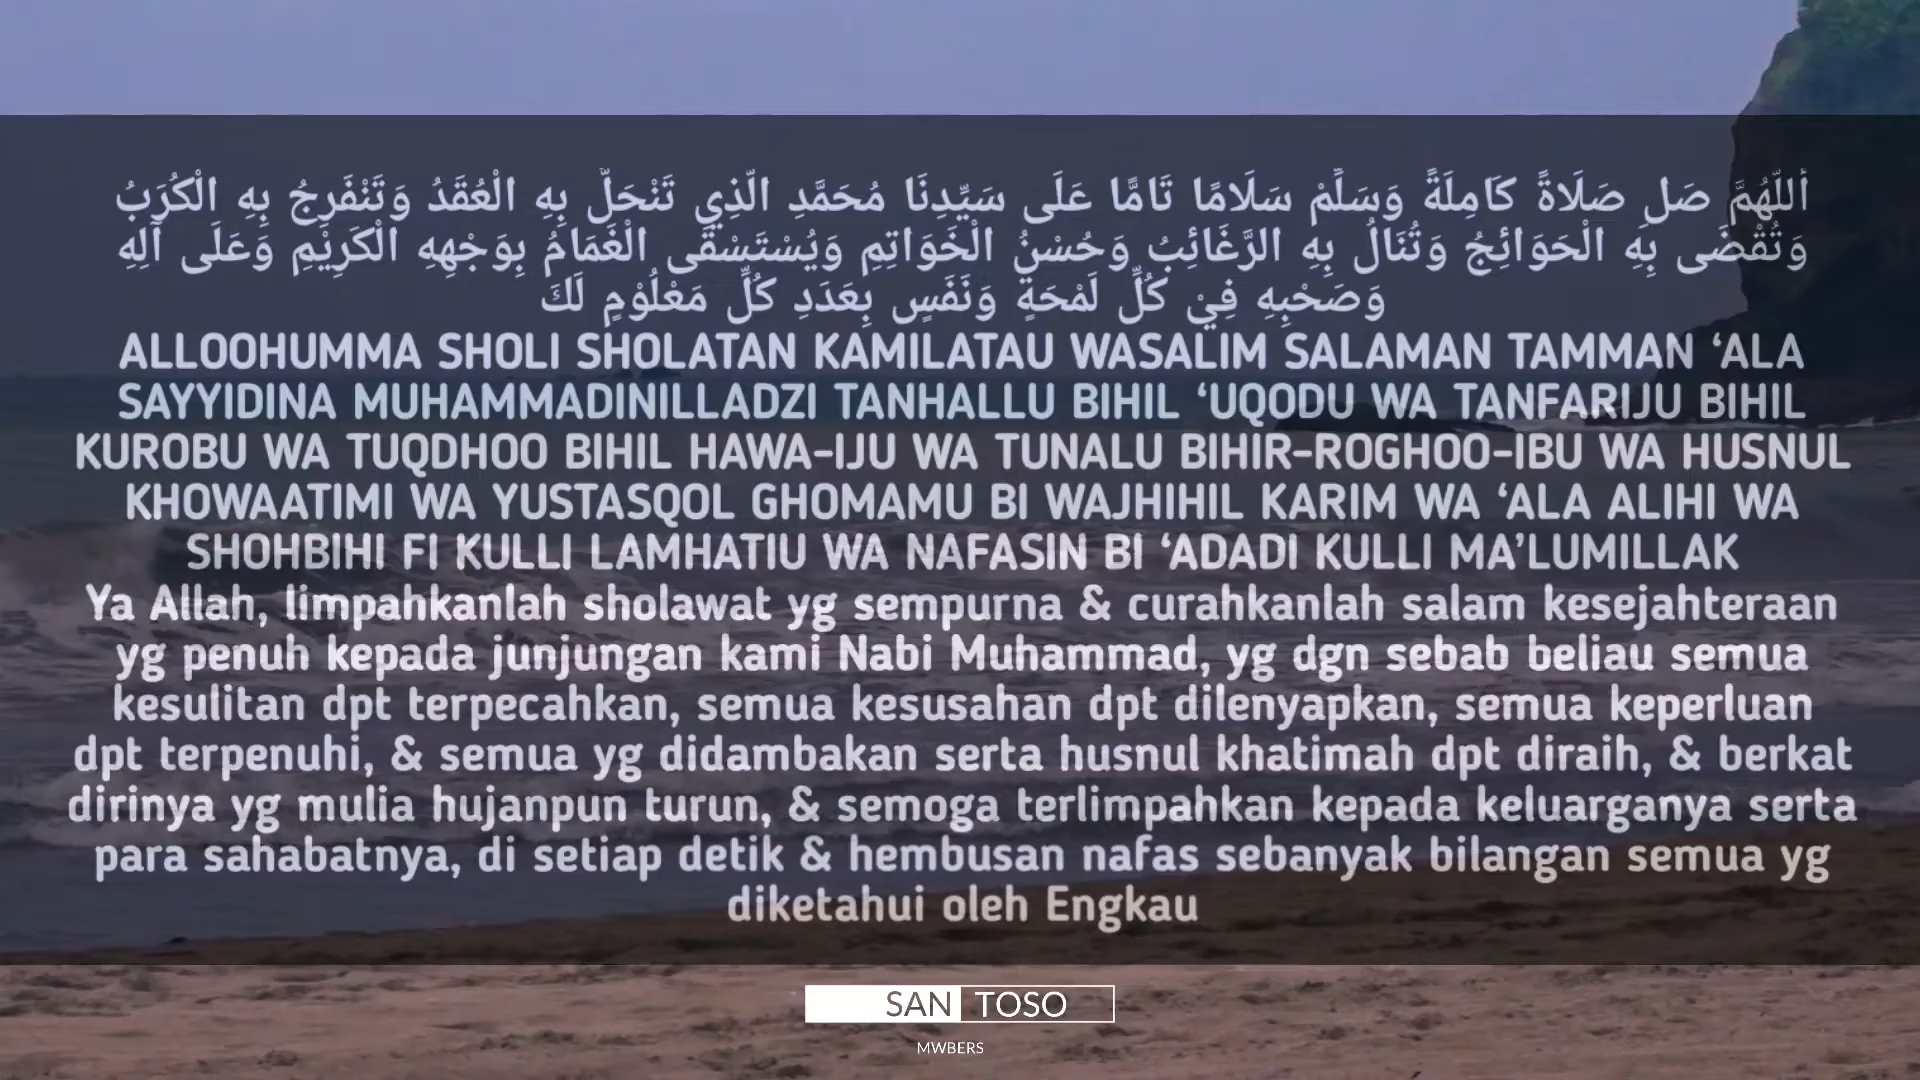 أللّهُمَّ صَل صَلَاةً كَامِلَةً وَسَلِّمْ سَلَامًا تَامًّا عَلَى سَيِّدِنَا مُحَمَّدِ الّذِي تَنْحَلّ بِهِ الْعُقَدُ وَتَنْفَرِجُ بِهِ الْكُرَبُ
وَتُقْضَى بِهِ الْحَوَائِجُ وَتُنَالُ بِهِ الرَّغَائِبُ وَحُسْنُ الْخَوَاتِمِ وَيُسْتَسْقَى الْغَمَامُ بِوَجْهِهِ الْكَرِيْمِ وَعَلَى آلِهِ
وَصَحْبِهِ فِيْ كُلِّ لَمْحَةٍ وَنَفَسٍ بِعَدَدِ كُلِّ مَعْلُوْمٍ لَكَ
ALLOOHUMMA SHOLI SHOLATAN KAMILATAU WASALIM SALAMAN TAMMAN ‘ALA
SAYYIDINA MUHAMMADINILLADZI TANHALLU BIHIL ‘UQODU WA TANFARIJU BIHIL
KUROBU WA TUQDHOO BIHIL HAWA-IJU WA TUNALU BIHIR-ROGHOO-IBU WA HUSNUL
KHOWAATIMI WA YUSTASQOL GHOMAMU BI WAJHIHIL KARIM WA ‘ALA ALIHI WA
SHOHBIHI FI KULLI LAMHATIU WA NAFASIN BI ‘ADADI KULLI MA’LUMILLAK
Ya Allah, limpahkanlah sholawat yg sempurna & curahkanlah salam kesejahteraan
yg penuh kepada junjungan kami Nabi Muhammad, yg dgn sebab beliau semua
kesulitan dpt terpecahkan, semua kesusahan dpt dilenyapkan, semua keperluan
dpt terpenuhi, & semua yg didambakan serta husnul khatimah dpt diraih, & berkat
dirinya yg mulia hujanpun turun, & semoga terlimpahkan kepada keluarganya serta
para sahabatnya, di setiap detik & hembusan nafas sebanyak bilangan semua yg
diketahui oleh Engkau
SAN TOSO
MWBERS